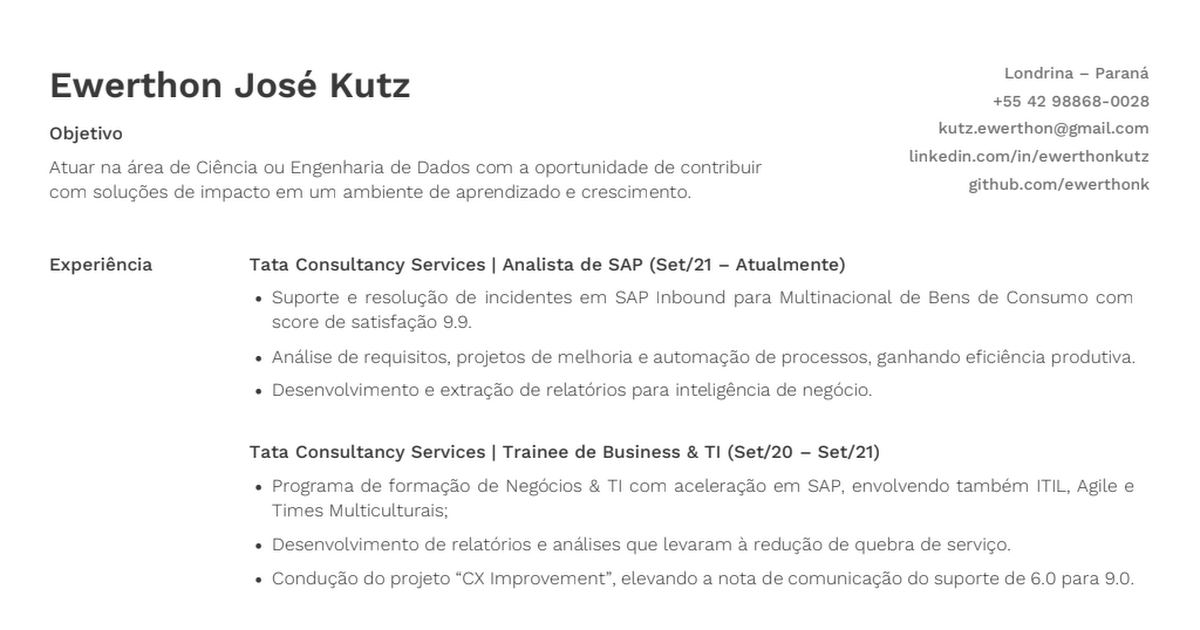 Ewerthon José Kutz
Objetivo
Atuar na área de Ciência ou Engenharia de Dados com a oportunidade de contribuir
com soluções de impacto em um ambiente de aprendizado e crescimento.
Londrina – Paraná
+55 42 98868-0028
kutz.ewerthon@gmail.com
linkedin.com/in/ewerthonkutz
github.com/ewerthonk
Experiência
Tata Consultancy Services | Analista de SAP (Set/21 – Atualmente)
• Suporte e resolução de incidentes em SAP Inbound para Multinacional de Bens de Consumo com
score de satisfação 9.9.
• Análise de requisitos, projetos de melhoria e automação de processos, ganhando eficiência produtiva.
• Desenvolvimento e extração de relatórios para inteligência de negócio.
Tata Consultancy Services | Trainee de Business & TI (Set/20 – Set/21)
• Programa de formação de Negócios & TI com aceleração em SAP, envolvendo também ITIL, Agile e
Times Multiculturais;
• Desenvolvimento de relatórios e análises que levaram à redução de quebra de serviço.
• Condução do projeto “CX Improvement”, elevando a nota de comunicação do suporte de 6.0 para 9.0.